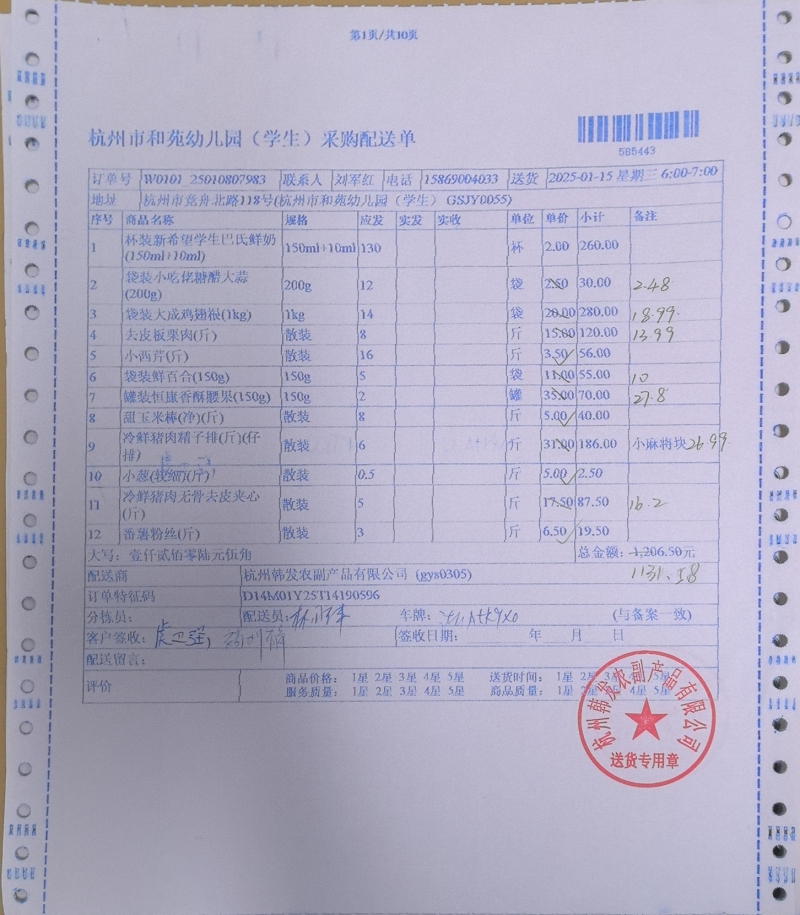 第1页/共10页
杭州市和苑幼儿园（学生）采购配送单
585443
订单号 W0101_25010807983 联系人 刘军红 电话 15869004033 送货 2025-01-15 星期三 6:00-7:00
地址 杭州市竞舟北路118号(杭州市和苑幼儿园（学生） GSJY0055)
序号 商品名称 规格 应发 实发 实收 单位 单价 小计 备注
1 杯装新希望学生巴氏鲜奶(150ml+10ml) 150ml+10ml 130 杯 2.00 260.00
2 袋装小吃佬糖醋大蒜(200g) 200g 12 袋 2.50 30.00 2.48
3 袋装大成鸡翅根(1kg) 1kg 14 袋 20.00 280.00 18.99
4 去皮板栗肉(斤) 散装 8 斤 15.00 120.00 13.99
5 小西芹(斤) 散装 16 斤 3.50 56.00
6 袋装鲜百合(150g) 150g 5 袋 11.00 55.00 10
7 罐装恒康香酥腰果(150g) 150g 2 罐 35.00 70.00 27.8
8 甜玉米棒(净)(斤) 散装 8 斤 5.00 40.00
9 冷鲜猪肉精子排(斤)(仔排) 散装 6 斤 31.00 186.00 小麻将块 26.99
10 小葱(较细)(斤) 散装 0.5 斤 5.00 2.50
11 冷鲜猪肉无骨去皮夹心(斤) 散装 5 斤 17.50 87.50 16.2
12 番薯粉丝(斤) 散装 3 斤 6.50 19.50
大写：壹仟贰佰零陆元伍角 总金额：1,206.50元
配送商 杭州韩发农副产品有限公司 (gys0305) 1131.58
订单特征码 D14M01Y25T14190596
分拣员： 配送员： 车牌： (与备案一致)
客户签收： 签收日期： 年 月 日
配送留言：
评价 商品价格： 1星 2星 3星 4星 5星 送货时间： 1星 2星 3星 4星 5星
服务质量： 1星 2星 3星 4星 5星 商品质量： 1星 2星 3星 4星 5星
杭州韩发农副产品有限公司
送货专用章